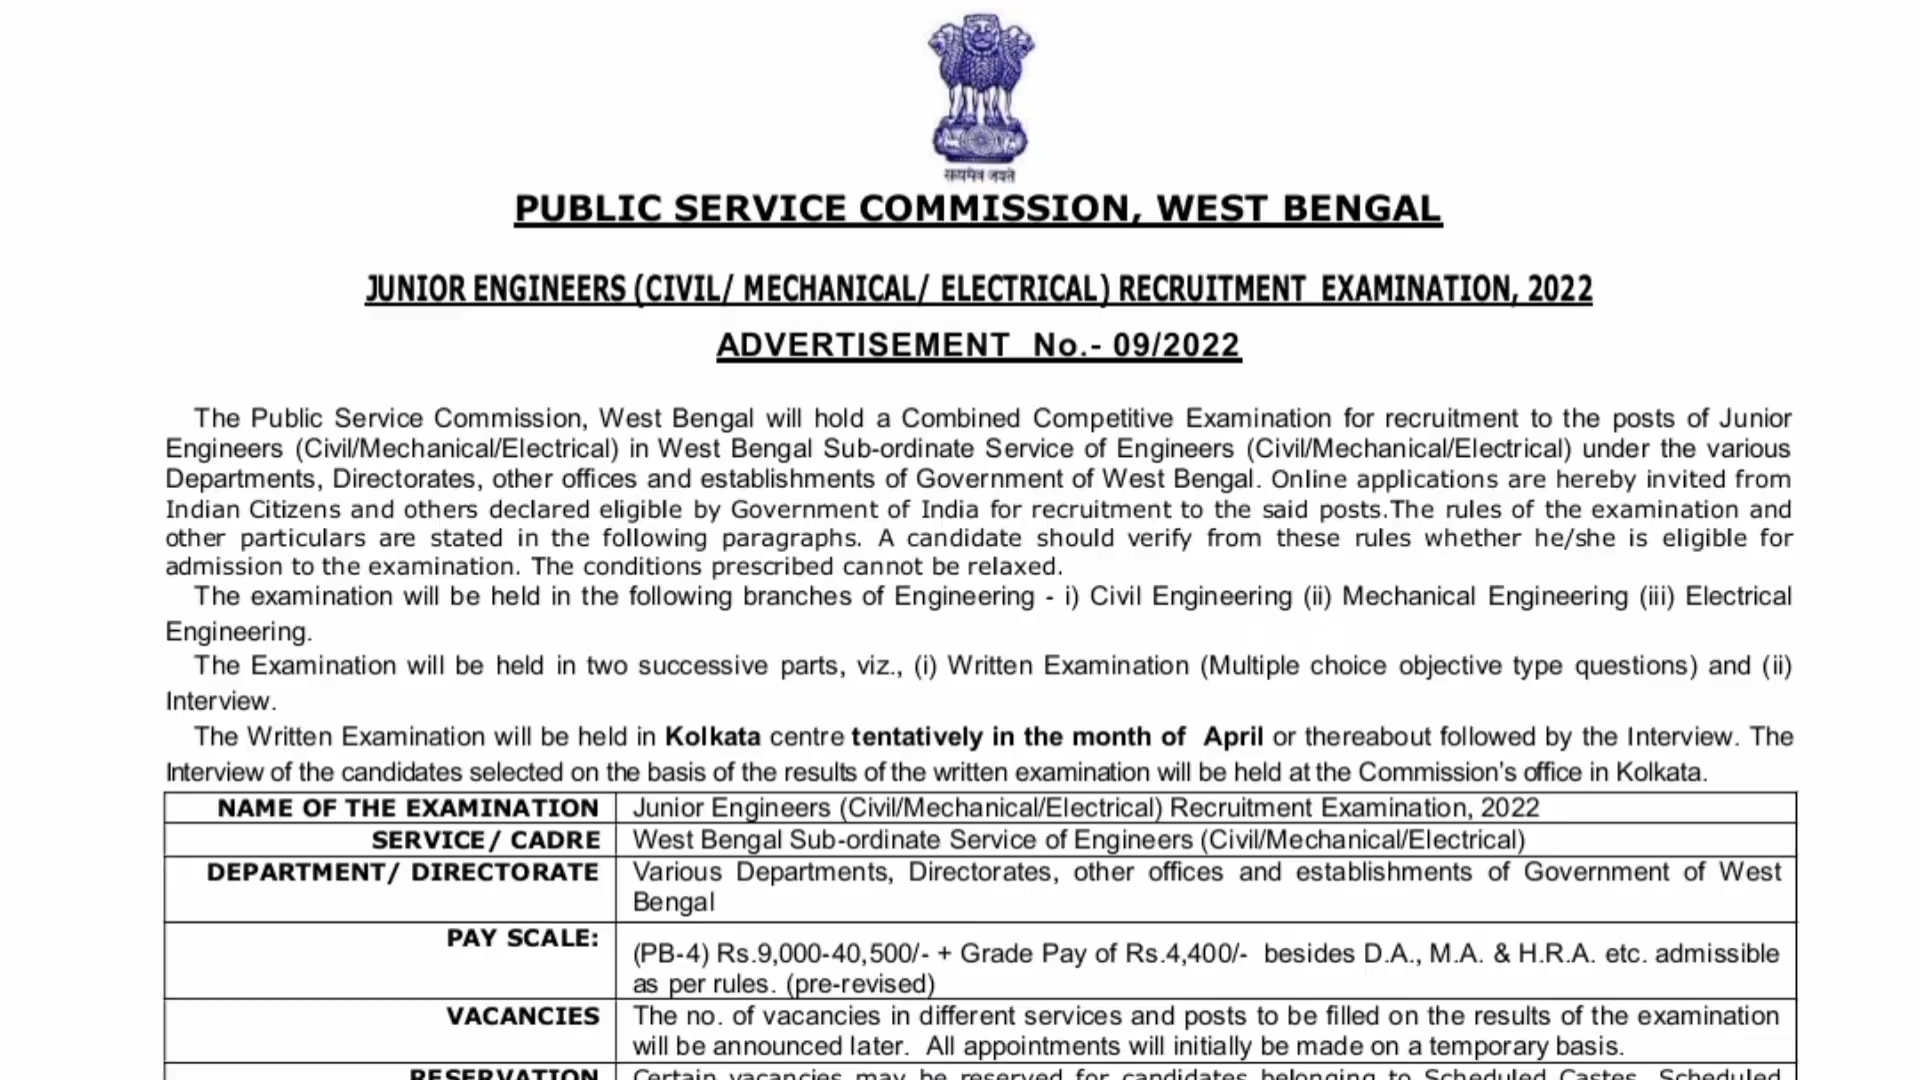 सत्यमेव जयते
PUBLIC SERVICE COMMISSION, WEST BENGAL
JUNIOR ENGINEERS (CIVIL/ MECHANICAL/ ELECTRICAL) RECRUITMENT EXAMINATION, 2022
ADVERTISEMENT No.- 09/2022
The Public Service Commission, West Bengal will hold a Combined Competitive Examination for recruitment to the posts of Junior
Engineers (Civil/Mechanical/Electrical) in West Bengal Sub-ordinate Service of Engineers (Civil/Mechanical/Electrical) under the various
Departments, Directorates, other offices and establishments of Government of West Bengal. Online applications are hereby invited from
Indian Citizens and others declared eligible by Government of India for recruitment to the said posts.The rules of the examination and
other particulars are stated in the following paragraphs. A candidate should verify from these rules whether he/she is eligible for
admission to the examination. The conditions prescribed cannot be relaxed.
The examination will be held in the following branches of Engineering - i) Civil Engineering (ii) Mechanical Engineering (iii) Electrical
Engineering.
The Examination will be held in two successive parts, viz., (i) Written Examination (Multiple choice objective type questions) and (ii)
Interview.
The Written Examination will be held in Kolkata centre tentatively in the month of April or thereabout followed by the Interview. The
Interview of the candidates selected on the basis of the results of the written examination will be held at the Commission's office in Kolkata.
NAME OF THE EXAMINATION Junior Engineers (Civil/Mechanical/Electrical) Recruitment Examination, 2022
SERVICE/ CADRE West Bengal Sub-ordinate Service of Engineers (Civil/Mechanical/Electrical)
DEPARTMENT/ DIRECTORATE Various Departments, Directorates, other offices and establishments of Government of West
Bengal
PAY SCALE: (PB-4) Rs.9,000-40,500/- + Grade Pay of Rs.4,400/- besides D.A., M.A. & H.R.A. etc. admissible
as per rules. (pre-revised)
VACANCIES The no. of vacancies in different services and posts to be filled on the results of the examination
will be announced later. All appointments will initially be made on a temporary basis.
RESERVATION Certain vacancies may be reserved for candidates belonging to Scheduled Castes, Scheduled